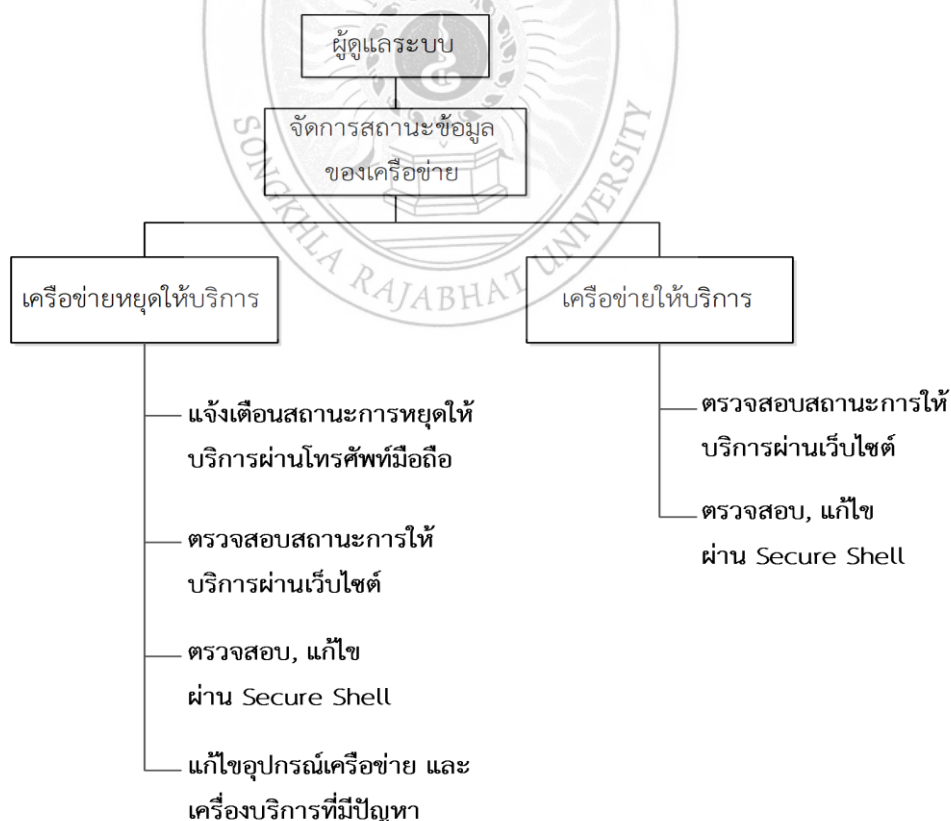 ผู้ดูแลระบบ
จัดการสถานะข้อมูล
ของเครือข่าย
SONGKHLA RAJABHAT UNIVERSITY
เครือข่ายหยุดให้บริการ
เครือข่ายให้บริการ
แจ้งเตือนสถานะการหยุดให้
บริการผ่านโทรศัพท์มือถือ
ตรวจสอบสถานะการให้
บริการผ่านเว็บไซต์
ตรวจสอบ, แก้ไข
ผ่าน Secure Shell
แก้ไขอุปกรณ์เครือข่าย และ
เครื่องบริการที่มีปัญหา
ตรวจสอบสถานะการให้
บริการผ่านเว็บไซต์
ตรวจสอบ, แก้ไข
ผ่าน Secure Shell